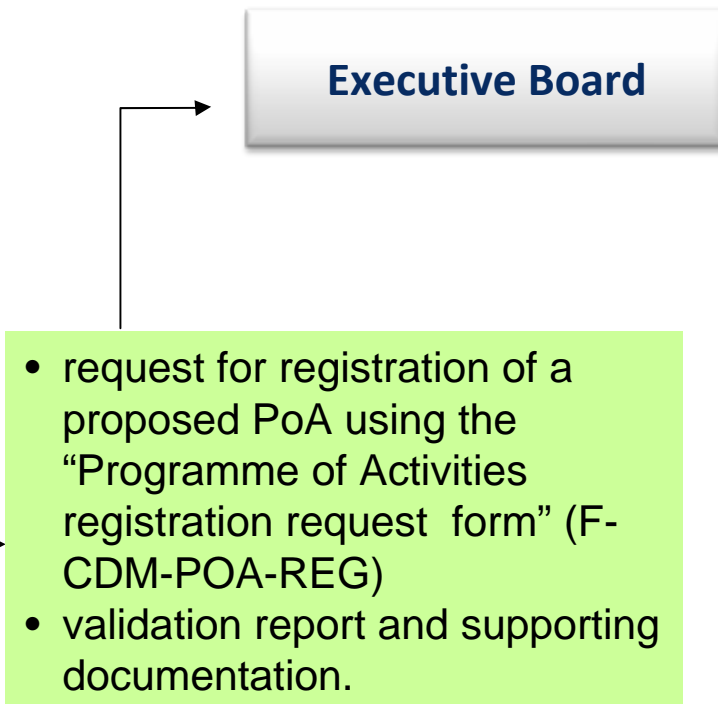 Executive Board
• request for registration of a
proposed PoA using the
“Programme of Activities
registration request  form” (F-
CDM-POA-REG)
• validation report and supporting
documentation.